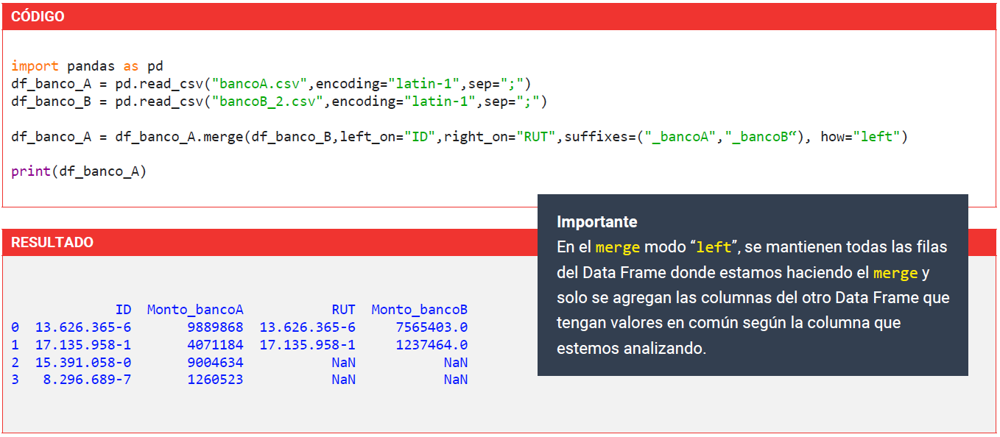 CÓDIGO
import pandas as pd
df_banco_A = pd.read_csv("bancoA.csv",encoding="latin-1",sep=";")
df_banco_B = pd.read_csv("bancoB_2.csv",encoding="latin-1",sep=";")
df_banco_A = df_banco_A.merge(df_banco_B,left_on="ID",right_on="RUT",suffixes=("_bancoA","_bancoB“), how="left")
print(df_banco_A)
Importante
En el merge modo “left”, se mantienen todas las filas
del Data Frame donde estamos haciendo el merge y
solo se agregan las columnas del otro Data Frame que
tengan valores en común según la columna que
estemos analizando.
RESULTADO
ID Monto_bancoA RUT Monto_bancoB
0 13.626.365-6 9889868 13.626.365-6 7565403.0
1 17.135.958-1 4071184 17.135.958-1 1237464.0
2 15.391.058-0 9004634 NaN NaN
3 8.296.689-7 1260523 NaN NaN